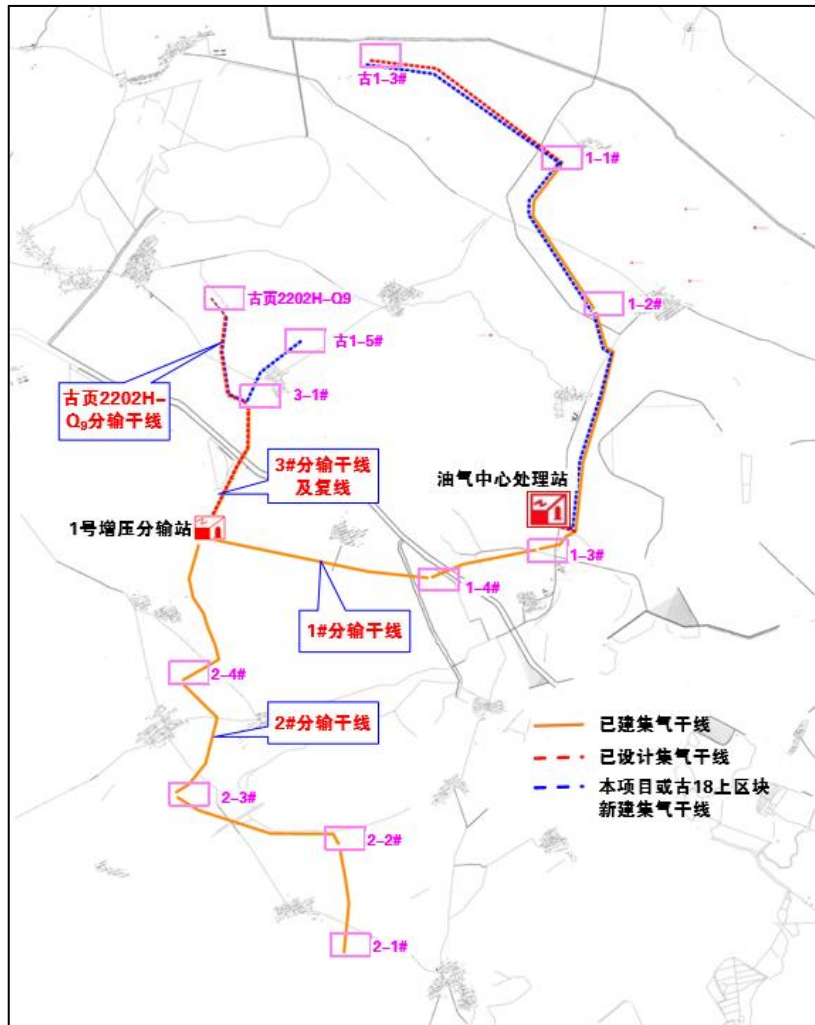 古1-3#
1-1#
1-2#
古页2202H-Q9
古1-5#
古页2202H-
Q₉分输干线
3-1#
3#分输干线
及复线
油气中心处理站
1号增压分输站
1-3#
1-4#
1#分输干线
2-4#
2#分输干线
已建集气干线
已设计集气干线
本项目或古18上区块
新建集气干线
2-3#
2-2#
2-1#